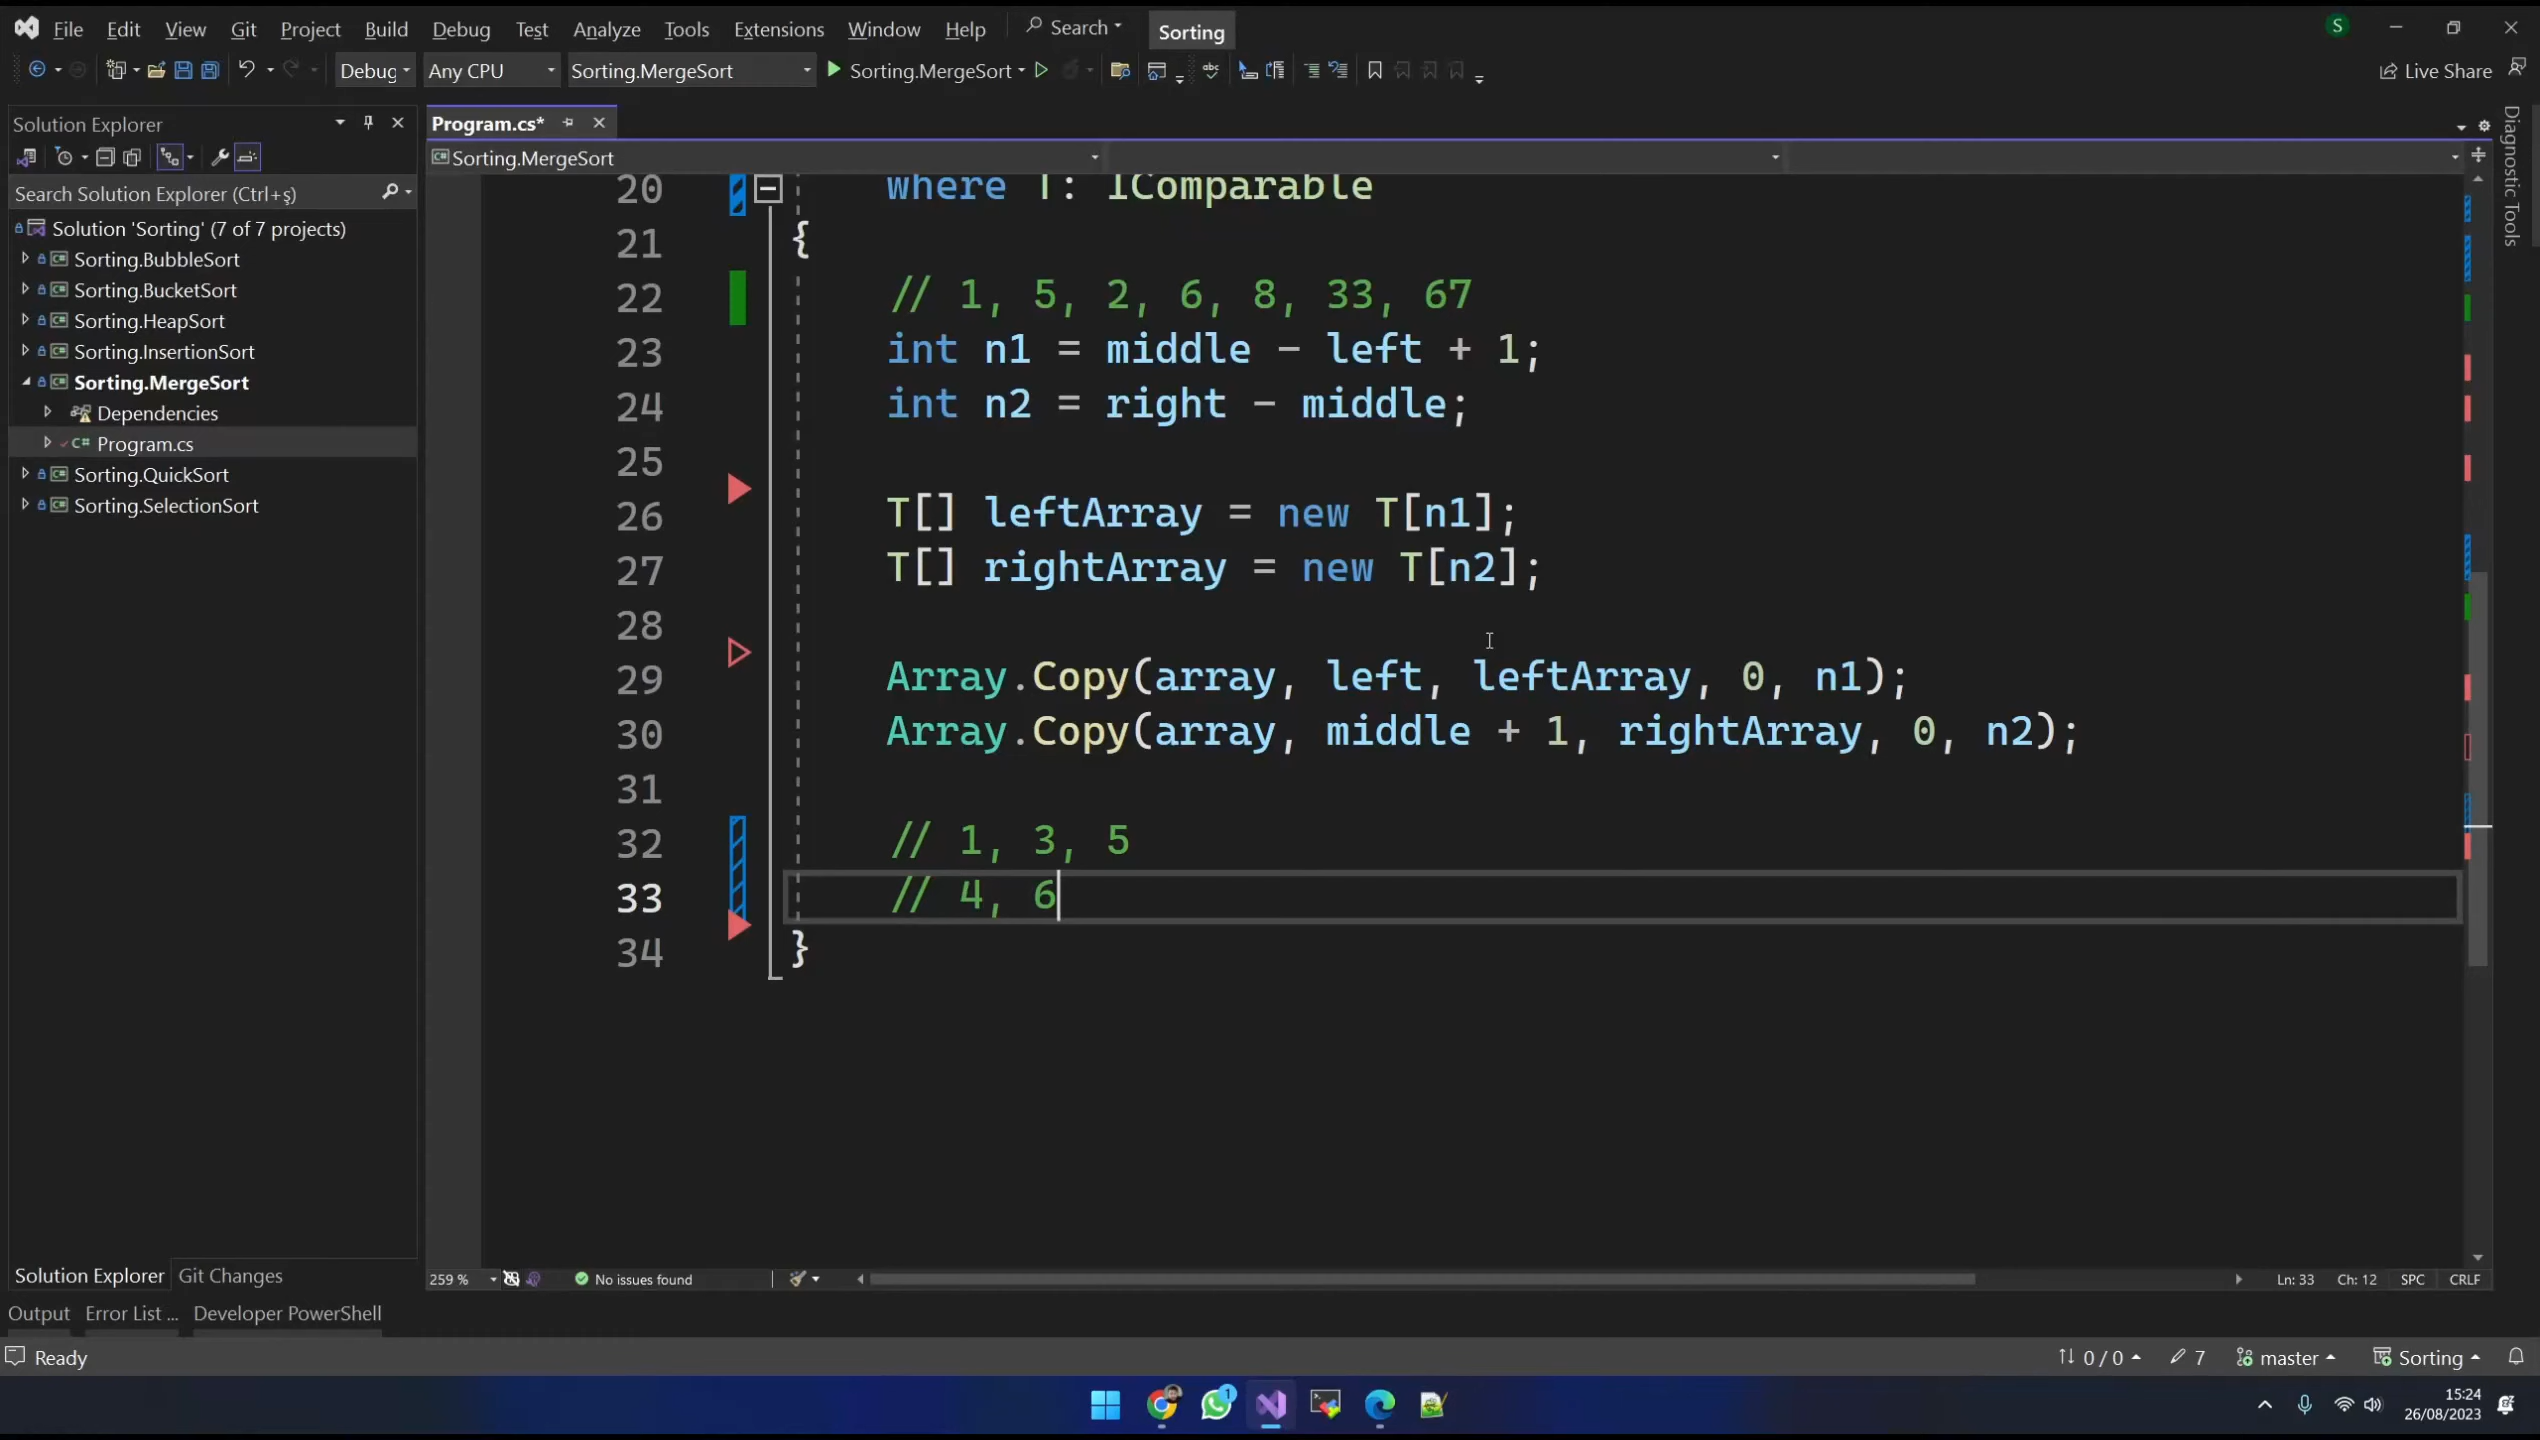 File Edit View Git Project Build Debug Test Analyze Tools Extensions Window Help Search Sorting S
Debug Any CPU Sorting.MergeSort Sorting.MergeSort Live Share
Solution Explorer
Program.cs*
Sorting.MergeSort
Search Solution Explorer (Ctrl+ş)
Solution 'Sorting' (7 of 7 projects)
Sorting.BubbleSort
Sorting.BucketSort
Sorting.HeapSort
Sorting.InsertionSort
Sorting.MergeSort
Dependencies
Program.cs
Sorting.QuickSort
Sorting.SelectionSort
20 where T: IComparable
21 {
22 // 1, 5, 2, 6, 8, 33, 67
23 int n1 = middle - left + 1;
24 int n2 = right - middle;
25
26 T[] leftArray = new T[n1];
27 T[] rightArray = new T[n2];
28
29 Array.Copy(array, left, leftArray, 0, n1);
30 Array.Copy(array, middle + 1, rightArray, 0, n2);
31
32 // 1, 3, 5
33 // 4, 6
34 }
Diagnostic Tools
Solution Explorer Git Changes
259 % No issues found Ln: 33 Ch: 12 SPC CRLF
Output Error List ... Developer PowerShell
Ready 0 / 0 7 master Sorting
1
15:24
26/08/2023